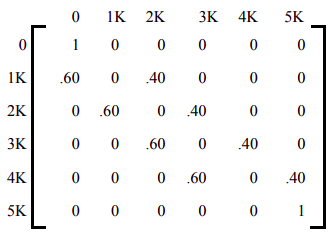 0 1K 2K 3K 4K 5K
0 1 0 0 0 0 0
1K .60 0 .40 0 0 0
2K 0 .60 0 .40 0 0
3K 0 0 .60 0 .40 0
4K 0 0 0 .60 0 .40
5K 0 0 0 0 0 1